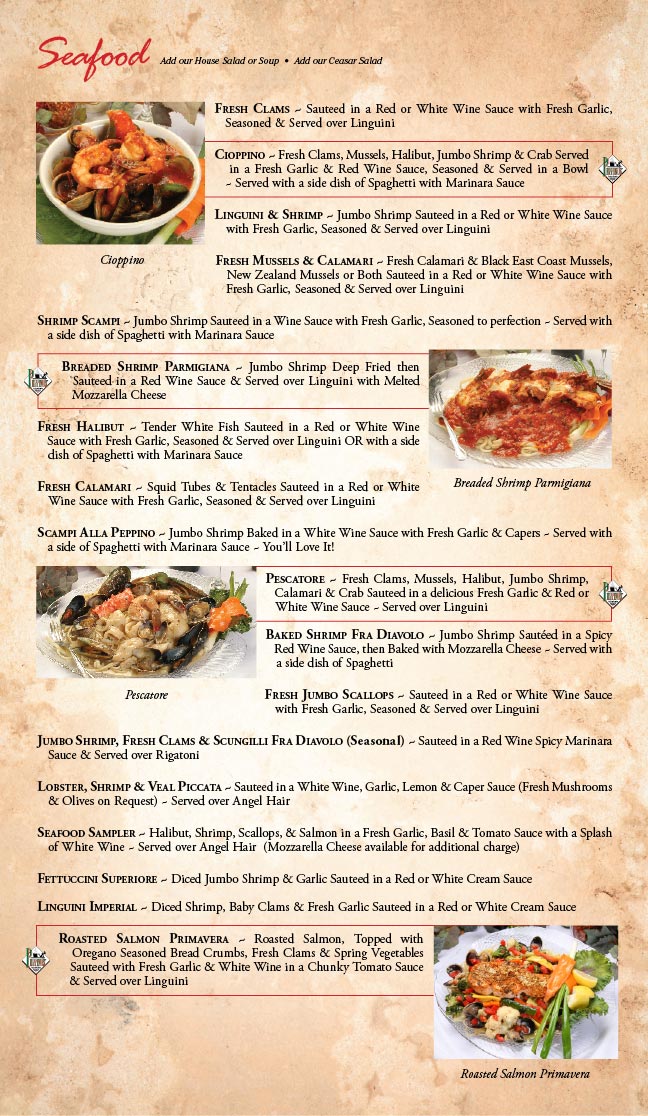 Seafood Add our House Salad or Soup • Add our Ceasar Salad
Fresh Clams ~ Sauteed in a Red or White Wine Sauce with Fresh Garlic,
Seasoned & Served over Linguini
Cioppino ~ Fresh Clams, Mussels, Halibut, Jumbo Shrimp & Crab Served
in a Fresh Garlic & Red Wine Sauce, Seasoned & Served in a Bowl
~ Served with a side dish of Spaghetti with Marinara Sauce
Linguini & Shrimp ~ Jumbo Shrimp Sauteed in a Red or White Wine Sauce
with Fresh Garlic, Seasoned & Served over Linguini
Cioppino
Fresh Mussels & Calamari ~ Fresh Calamari & Black East Coast Mussels,
New Zealand Mussels or Both Sauteed in a Red or White Wine Sauce with
Fresh Garlic, Seasoned & Served over Linguini
Shrimp Scampi ~ Jumbo Shrimp Sauteed in a Wine Sauce with Fresh Garlic, Seasoned to perfection ~ Served with
a side dish of Spaghetti with Marinara Sauce
Breaded Shrimp Parmigiana ~ Jumbo Shrimp Deep Fried then
Sauteed in a Red Wine Sauce & Served over Linguini with Melted
Mozzarella Cheese
Fresh Halibut ~ Tender White Fish Sauteed in a Red or White Wine
Sauce with Fresh Garlic, Seasoned & Served over Linguini OR with a side
dish of Spaghetti with Marinara Sauce
Breaded Shrimp Parmigiana
Fresh Calamari ~ Squid Tubes & Tentacles Sauteed in a Red or White
Wine Sauce with Fresh Garlic, Seasoned & Served over Linguini
Scampi Alla Peppino ~ Jumbo Shrimp Baked in a White Wine Sauce with Fresh Garlic & Capers ~ Served with
a side of Spaghetti with Marinara Sauce ~ You'll Love It!
Pescatore ~ Fresh Clams, Mussels, Halibut, Jumbo Shrimp,
Calamari & Crab Sauteed in a delicious Fresh Garlic & Red or
White Wine Sauce ~ Served over Linguini
Baked Shrimp Fra Diavolo ~ Jumbo Shrimp Sautéed in a Spicy
Red Wine Sauce, then Baked with Mozzarella Cheese ~ Served with
a side dish of Spaghetti
Pescatore
Fresh Jumbo Scallops ~ Sauteed in a Red or White Wine Sauce
with Fresh Garlic, Seasoned & Served over Linguini
Jumbo Shrimp, Fresh Clams & Scungilli Fra Diavolo (Seasonal) ~ Sauteed in a Red Wine Spicy Marinara
Sauce & Served over Rigatoni
Lobster, Shrimp & Veal Piccata ~ Sauteed in a White Wine, Garlic, Lemon & Caper Sauce (Fresh Mushrooms
& Olives on Request) ~ Served over Angel Hair
Seafood Sampler ~ Halibut, Shrimp, Scallops, & Salmon in a Fresh Garlic, Basil & Tomato Sauce with a Splash
of White Wine ~ Served over Angel Hair (Mozzarella Cheese available for additional charge)
Fettuccini Superiore ~ Diced Jumbo Shrimp & Garlic Sauteed in a Red or White Cream Sauce
Linguini Imperial ~ Diced Shrimp, Baby Clams & Fresh Garlic Sauteed in a Red or White Cream Sauce
Roasted Salmon Primavera ~ Roasted Salmon, Topped with
Oregano Seasoned Bread Crumbs, Fresh Clams & Spring Vegetables
Sauteed with Fresh Garlic & White Wine in a Chunky Tomato Sauce
& Served over Linguini
Roasted Salmon Primavera